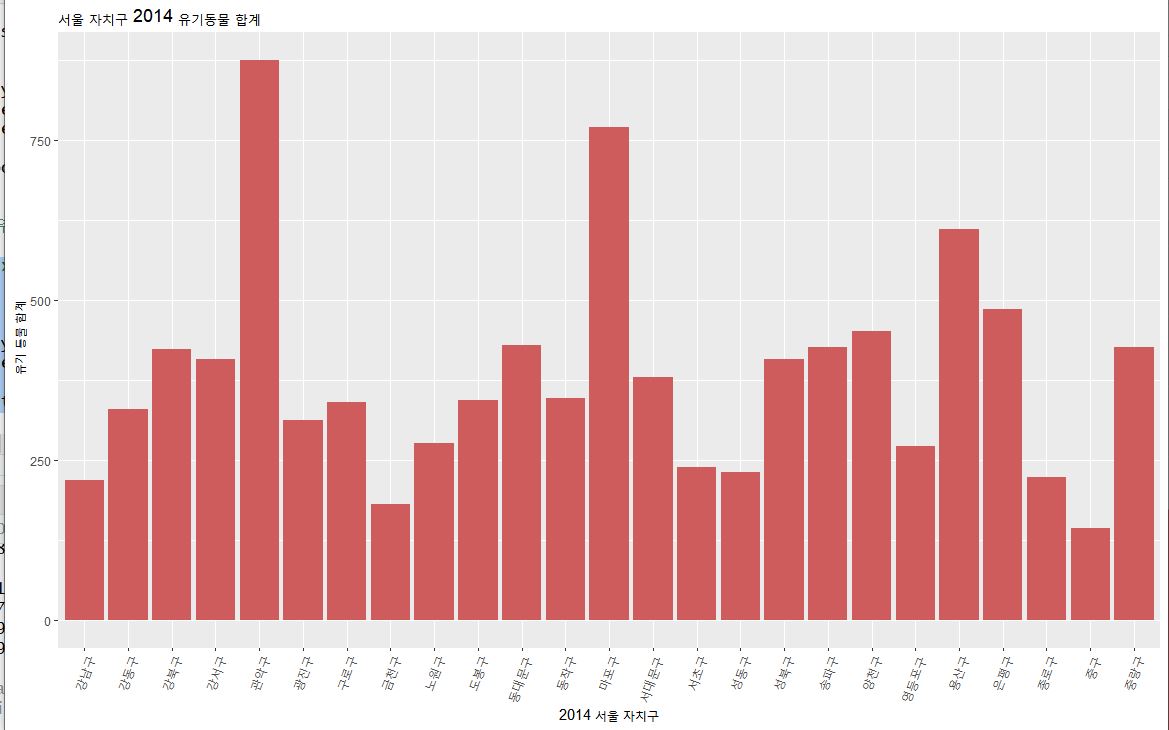 서울 자치구 2014 유기동물 합계
유기 동물 합계
750
500
250
0
강남구
강동구
강북구
강서구
관악구
광진구
구로구
금천구
노원구
도봉구
동대문구
동작구
마포구
서대문구
서초구
성동구
성북구
송파구
양천구
영등포구
용산구
은평구
종로구
중구
중랑구
2014 서울 자치구